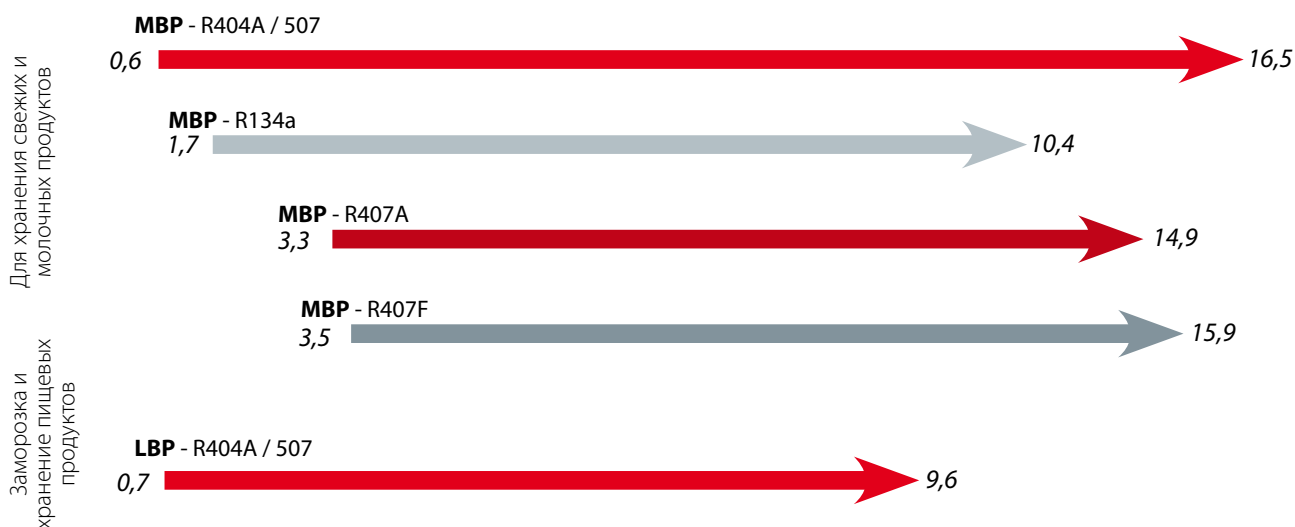 MBP - R404A / 507
0,6
16,5
MBP - R134a
1,7
10,4
MBP - R407A
3,3
14,9
MBP - R407F
3,5
15,9
Для хранения свежих и
молочных продуктов
LBP - R404A / 507
0,7
9,6
Заморозка и
хранение пищевых
продуктов